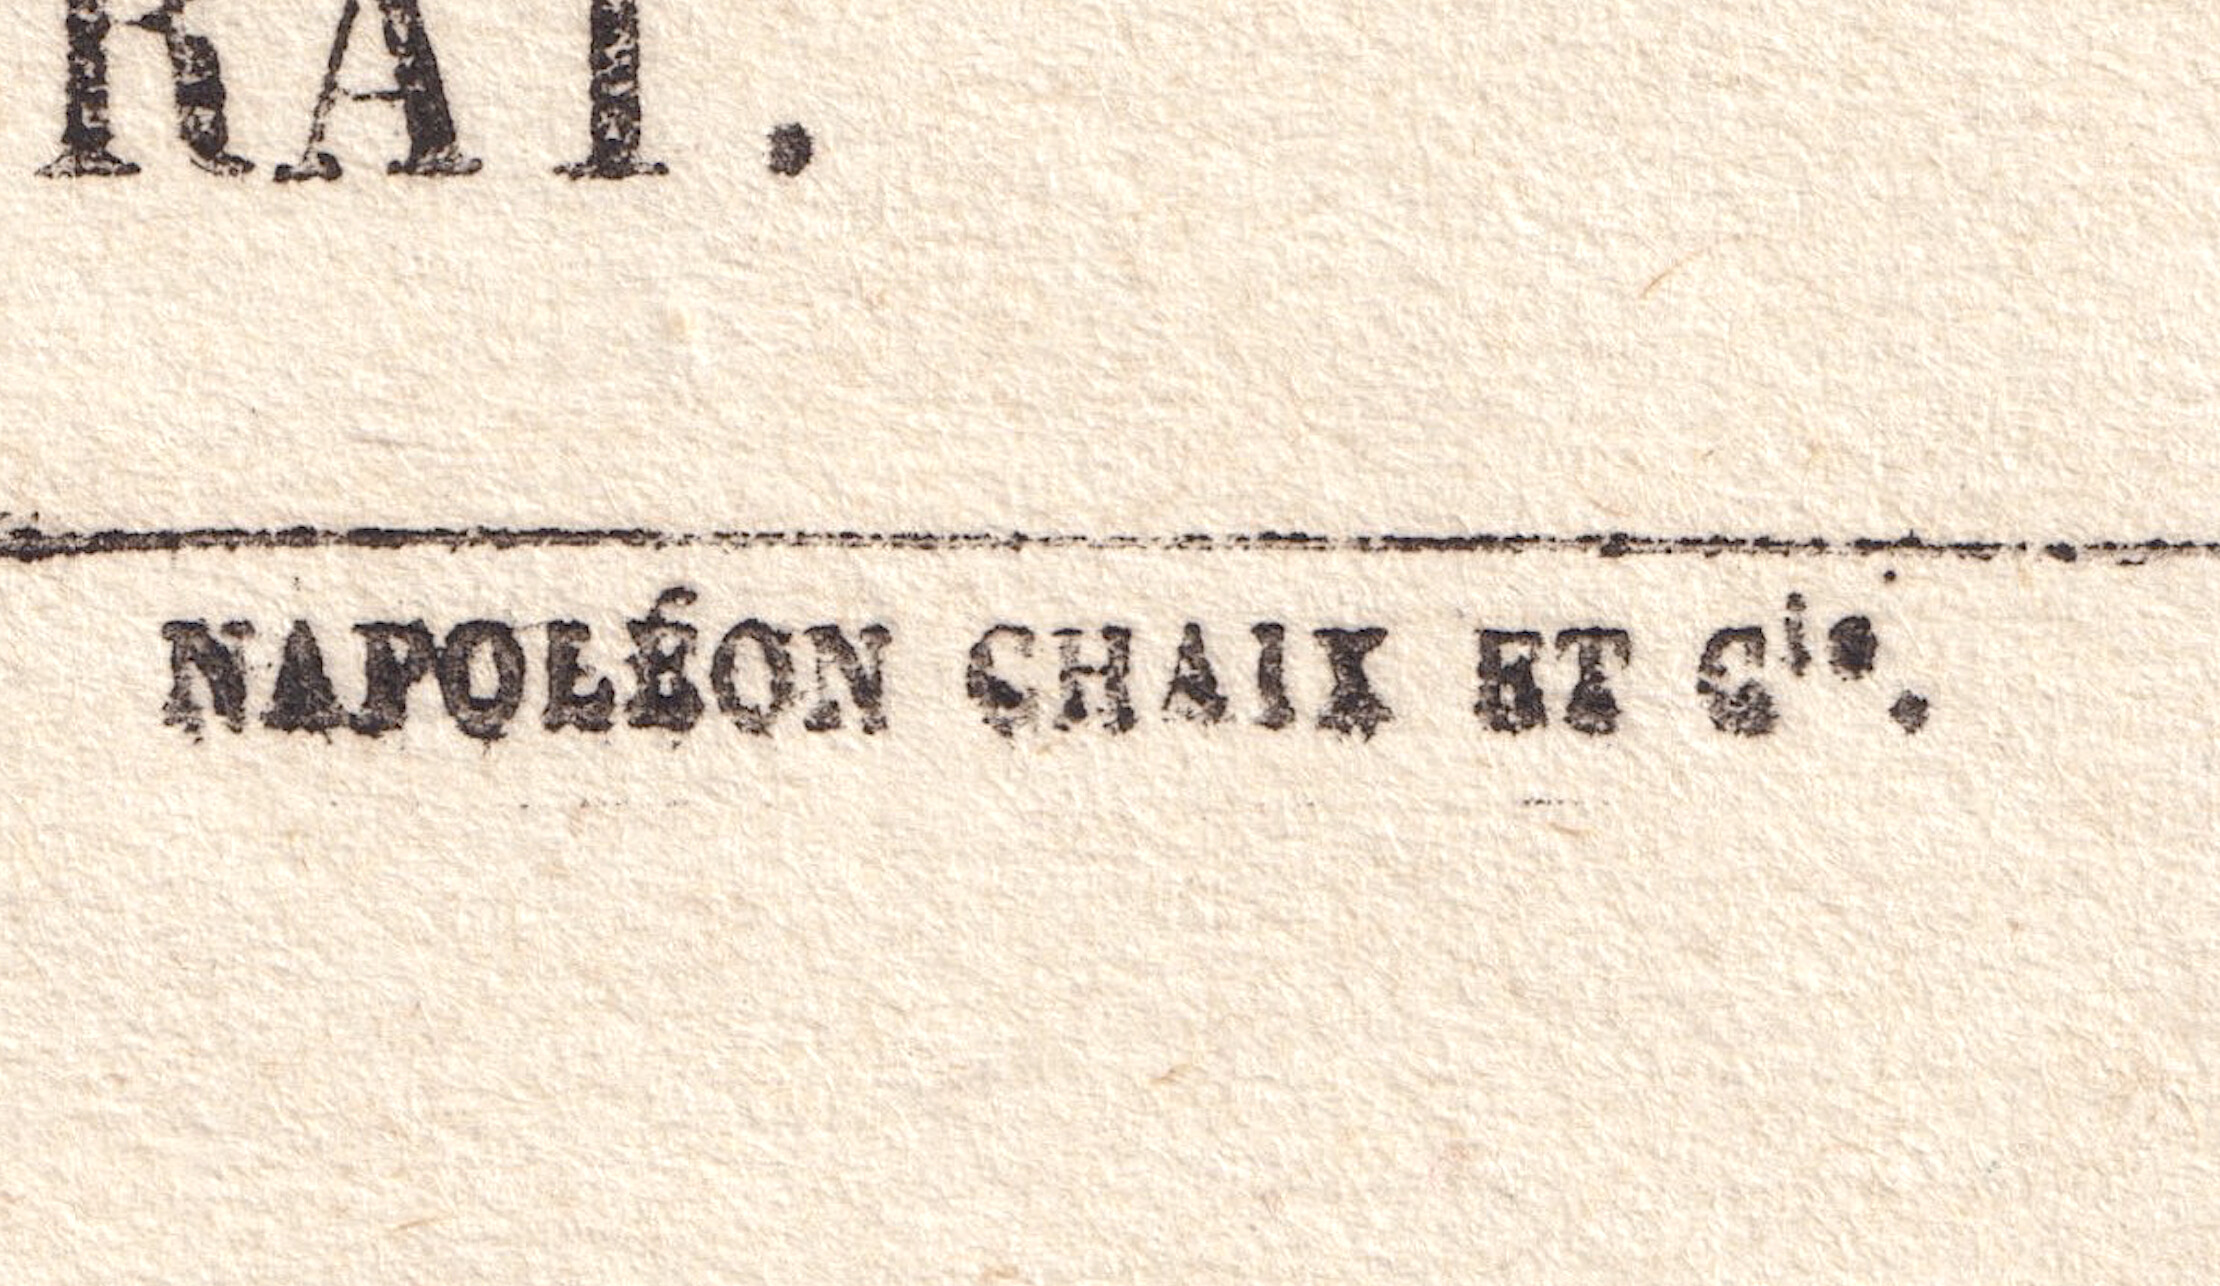 RAT.
NAPOLÉON CHAIX ET Cie.